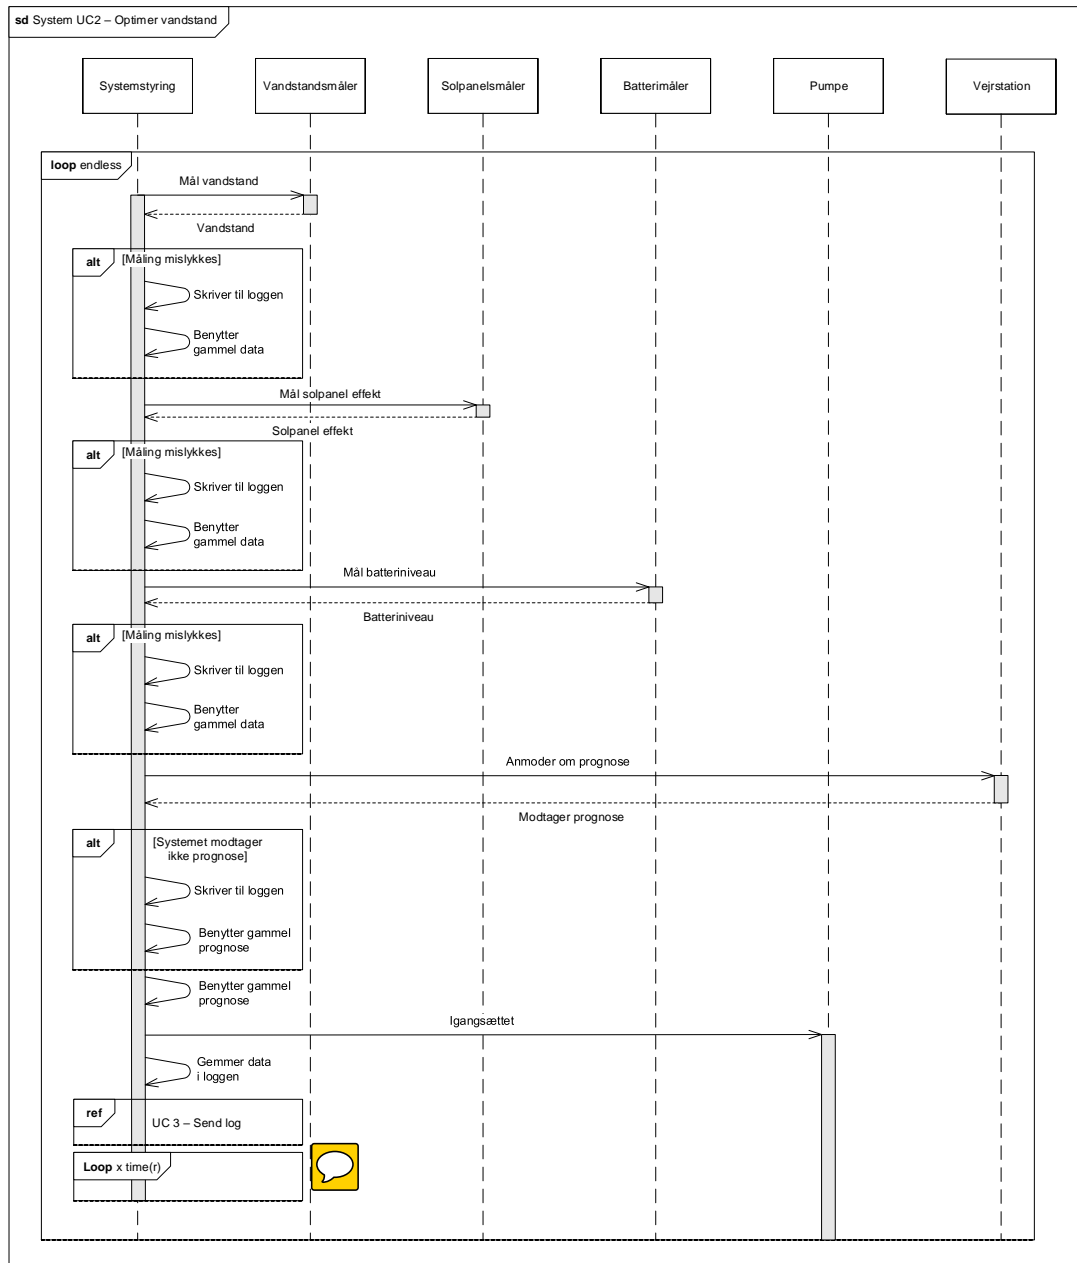 sd System UC2 – Optimer vandstand
Systemstyring
Vandstandsmåler
Solpanelsmåler
Batterimåler
Pumpe
Vejrstation
loop endless
Mål vandstand
Vandstand
alt
[Måling mislykkes]
Skriver til loggen
Benytter
gammel data
Mål solpanel effekt
Solpanel effekt
alt
[Måling mislykkes]
Skriver til loggen
Benytter
gammel data
Mål batteriniveau
Batteriniveau
alt
[Måling mislykkes]
Skriver til loggen
Benytter
gammel data
Anmoder om prognose
Modtager prognose
alt
[Systemet modtager
ikke prognose]
Skriver til loggen
Benytter gammel
prognose
Benytter gammel
prognose
Igangsættet
Gemmer data
i loggen
ref
UC 3 – Send log
Loop x time(r)